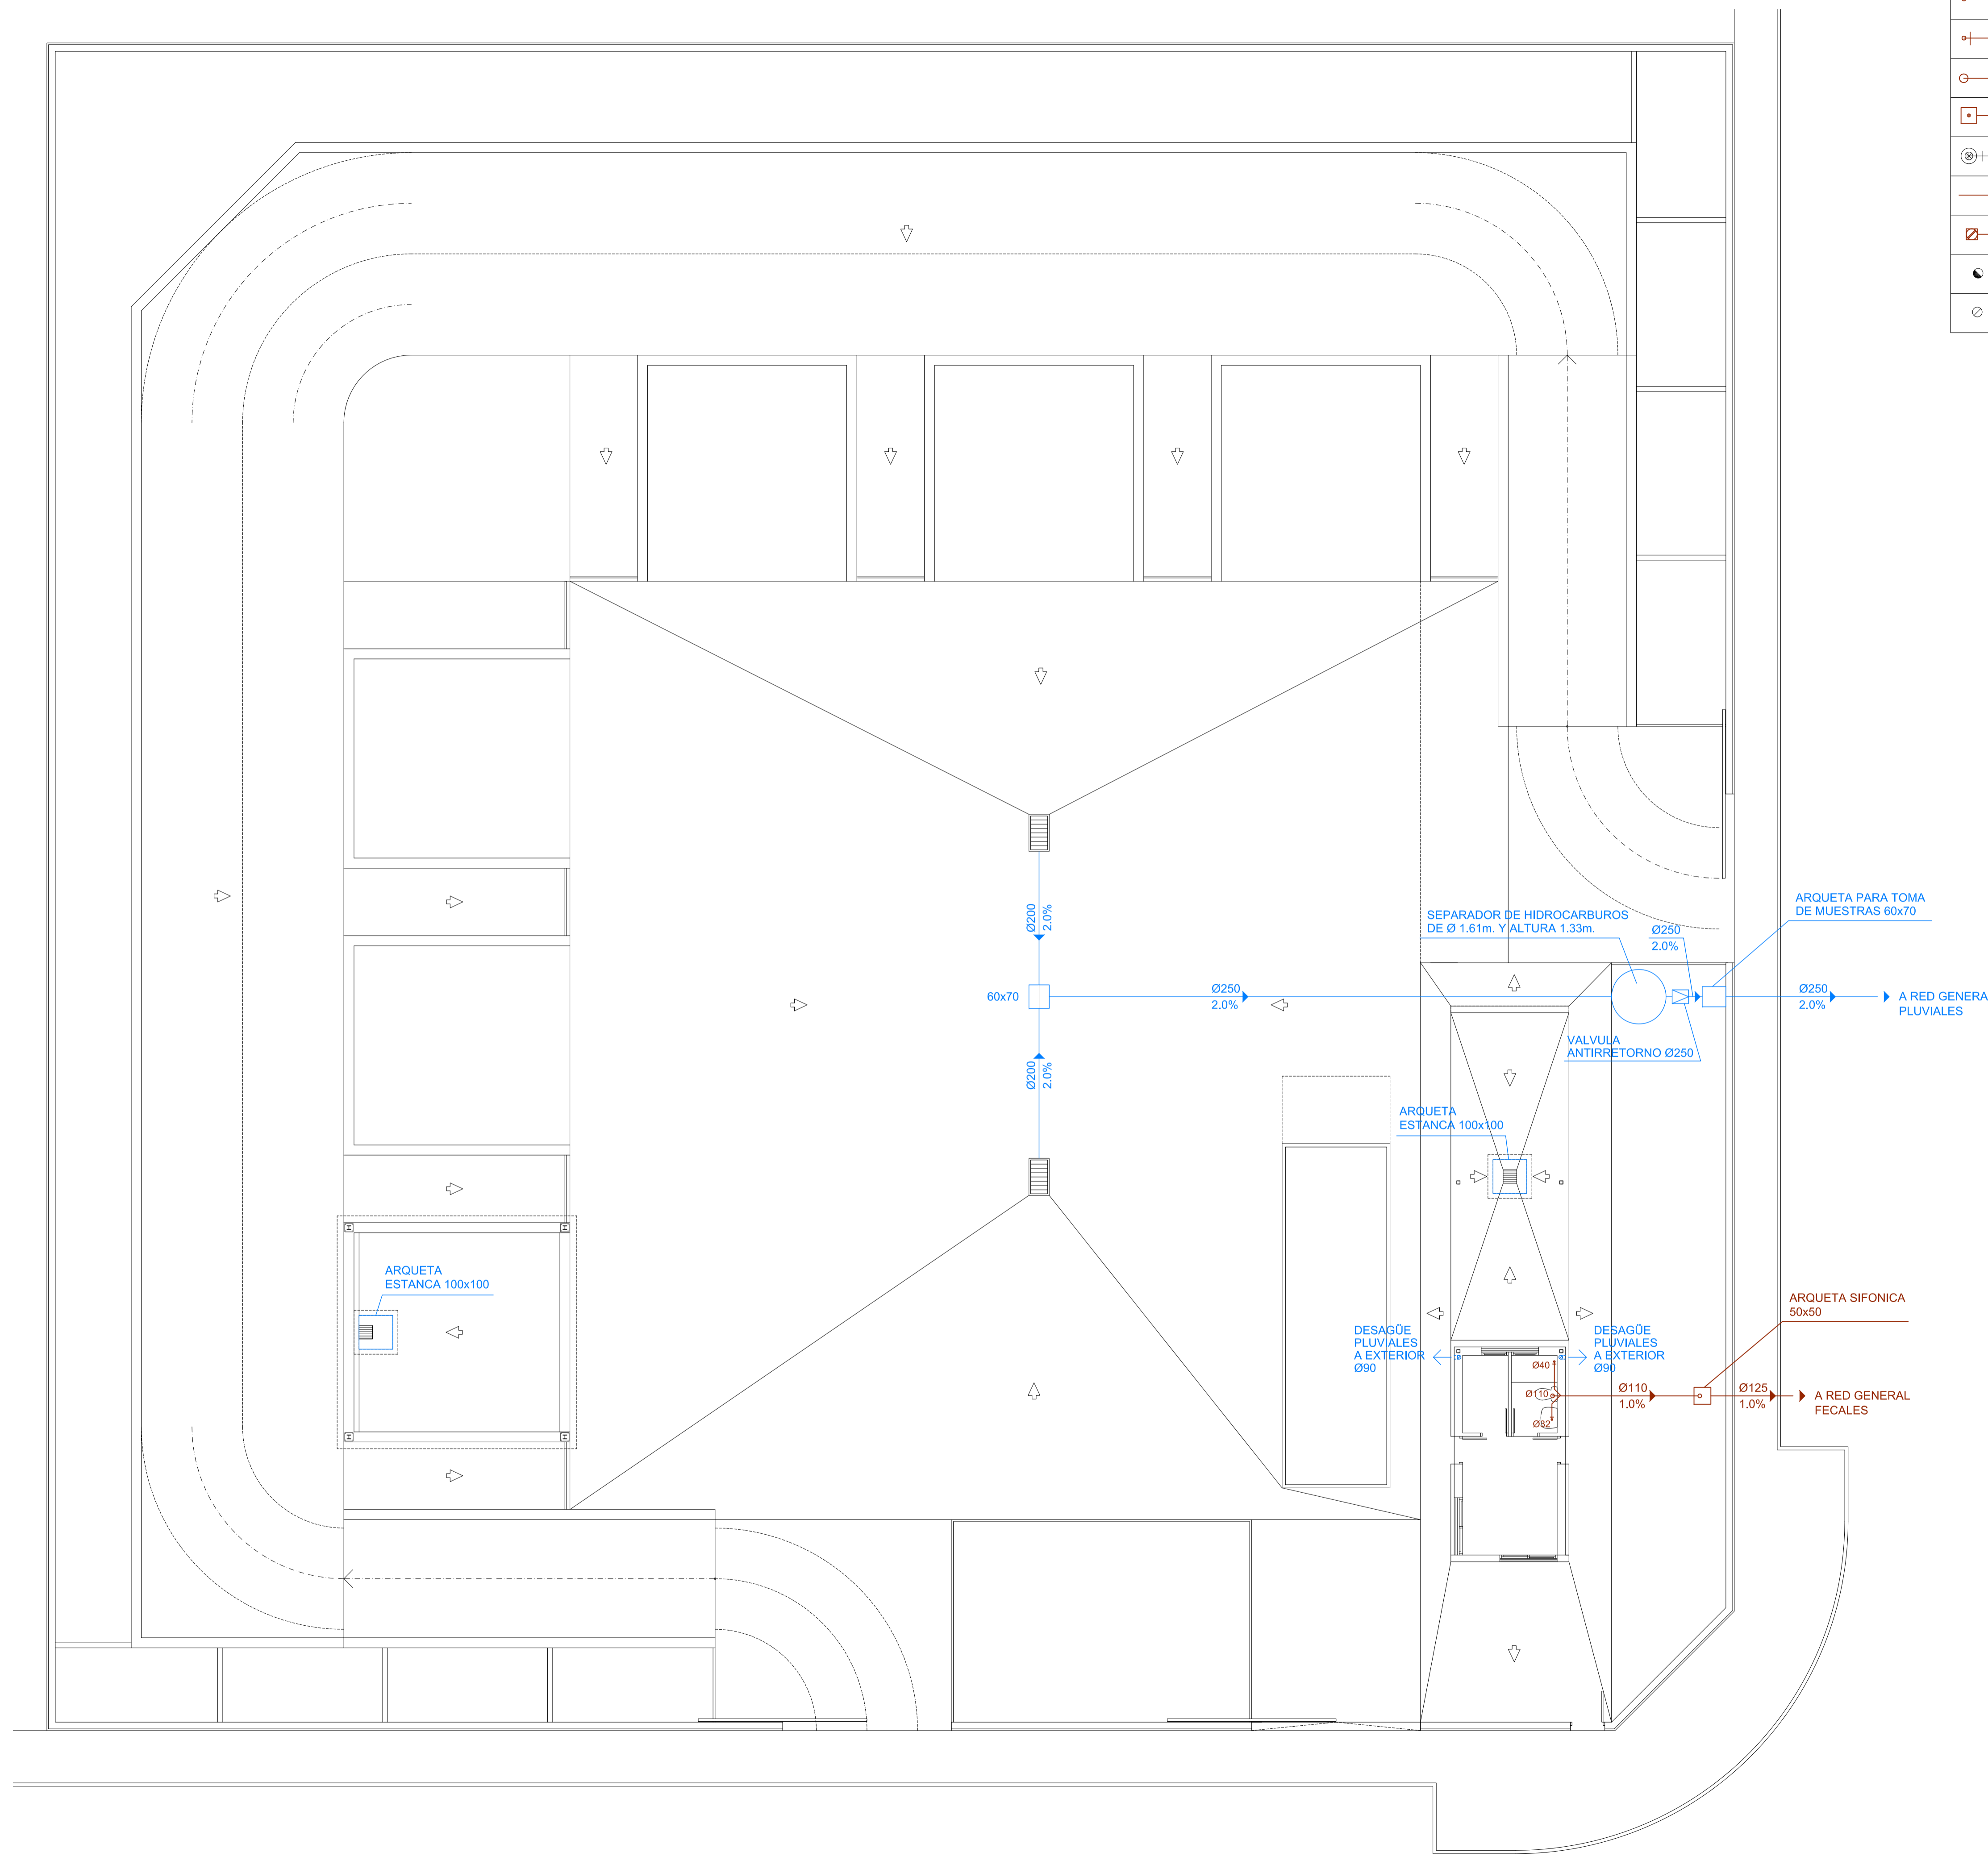 ARQUETA PARA TOMA
DE MUESTRAS 60x70
SEPARADOR DE HIDROCARBUROS
DE Ø 1.61m. Y ALTURA 1.33m.
Ø250
2.0%
Ø200
2.0%
60x70
Ø250
2.0%
Ø250
2.0%
A RED GENERAL
PLUVIALES
VALVULA
ANTIRRETORNO Ø250
Ø200
2.0%
ARQUETA
ESTANCA 100x100
ARQUETA
ESTANCA 100x100
ARQUETA SIFONICA
50x50
DESAGÜE
PLUVIALES
A EXTERIOR
Ø90
DESAGÜE
PLUVIALES
A EXTERIOR
Ø90
Ø40
Ø110
Ø32
Ø110
1.0%
Ø125
1.0%
A RED GENERAL
FECALES